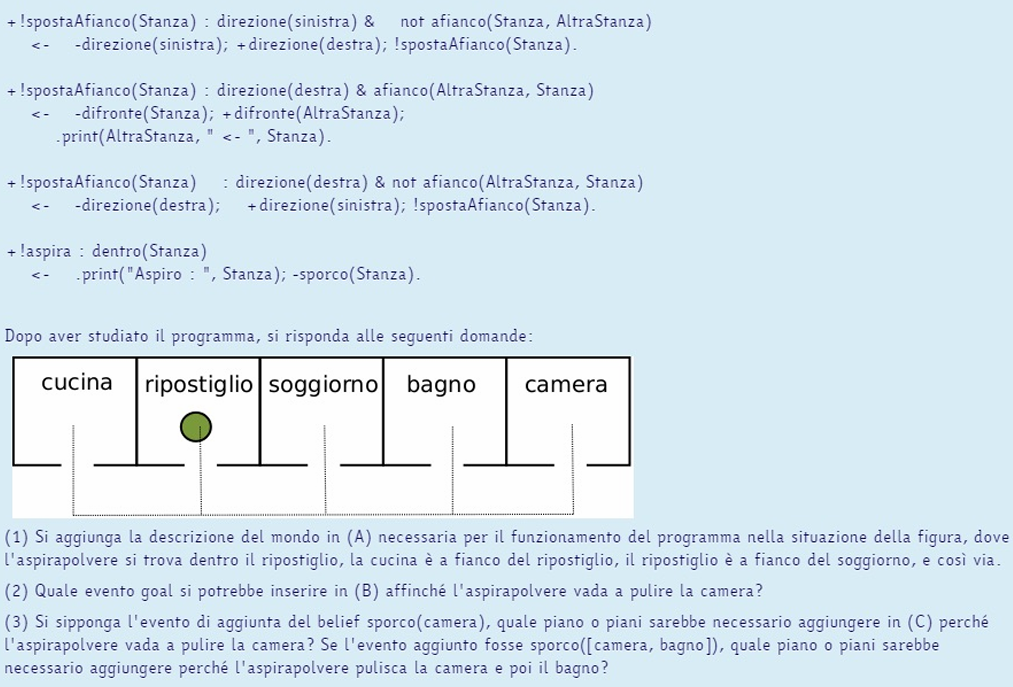 +!spostaAfianco(Stanza) : direzione(sinistra) & not afianco(Stanza, AltraStanza)
<- -direzione(sinistra); +direzione(destra); !spostaAfianco(Stanza).
+!spostaAfianco(Stanza) : direzione(destra) & afianco(AltraStanza, Stanza)
<- -difronte(Stanza); +difronte(AltraStanza);
.print(AltraStanza, " <- ", Stanza).
+!spostaAfianco(Stanza) : direzione(destra) & not afianco(AltraStanza, Stanza)
<- -direzione(destra); +direzione(sinistra); !spostaAfianco(Stanza).
+!aspira : dentro(Stanza)
<- .print("Aspiro : ", Stanza); -sporco(Stanza).
Dopo aver studiato il programma, si risponda alle seguenti domande:
cucina ripostiglio soggiorno bagno camera
(1) Si aggiunga la descrizione del mondo in (A) necessaria per il funzionamento del programma nella situazione della figura, dove
l'aspirapolvere si trova dentro il ripostiglio, la cucina è a fianco del ripostiglio, il ripostiglio è a fianco del soggiorno, e così via.
(2) Quale evento goal si potrebbe inserire in (B) affinché l'aspirapolvere vada a pulire la camera?
(3) Si sipponga l'evento di aggiunta del belief sporco(camera), quale piano o piani sarebbe necessario aggiungere in (C) perché
l'aspirapolvere vada a pulire la camera? Se l'evento aggiunto fosse sporco([camera, bagno]), quale piano o piani sarebbe
necessario aggiungere perché l'aspirapolvere pulisca la camera e poi il bagno?